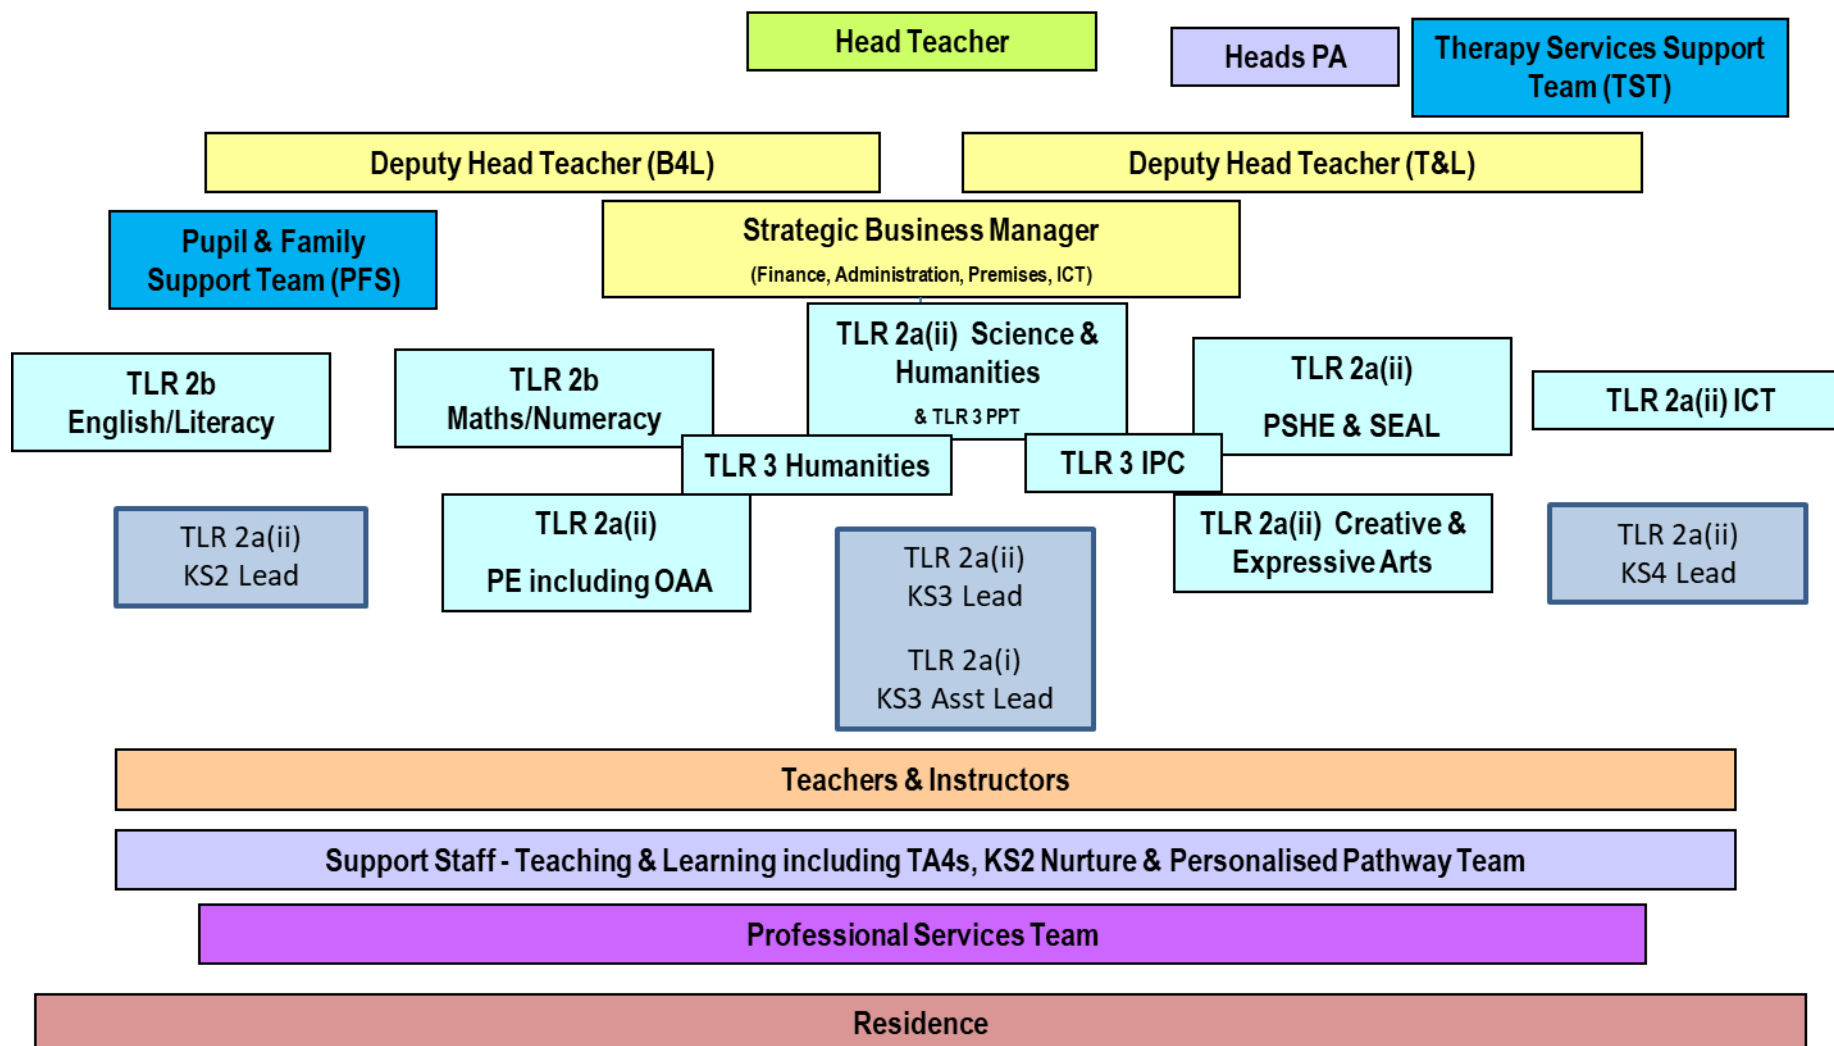 Head Teacher
Heads PA
Therapy Services Support
Team (TST)
Deputy Head Teacher (B4L)
Deputy Head Teacher (T&L)
Pupil & Family
Support Team (PFS)
Strategic Business Manager
(Finance, Administration, Premises, ICT)
TLR 2b
English/Literacy
TLR 2b
Maths/Numeracy
TLR 2a(ii) Science &
Humanities
& TLR 3 PPT
TLR 2a(ii)
PSHE & SEAL
TLR 2a(ii) ICT
TLR 3 Humanities
TLR 3 IPC
TLR 2a(ii)
KS2 Lead
TLR 2a(ii)
PE including OAA
TLR 2a(ii)
KS3 Lead
TLR 2a(i)
KS3 Asst Lead
TLR 2a(ii) Creative &
Expressive Arts
TLR 2a(ii)
KS4 Lead
Teachers & Instructors
Support Staff - Teaching & Learning including TA4s, KS2 Nurture & Personalised Pathway Team
Professional Services Team
Residence